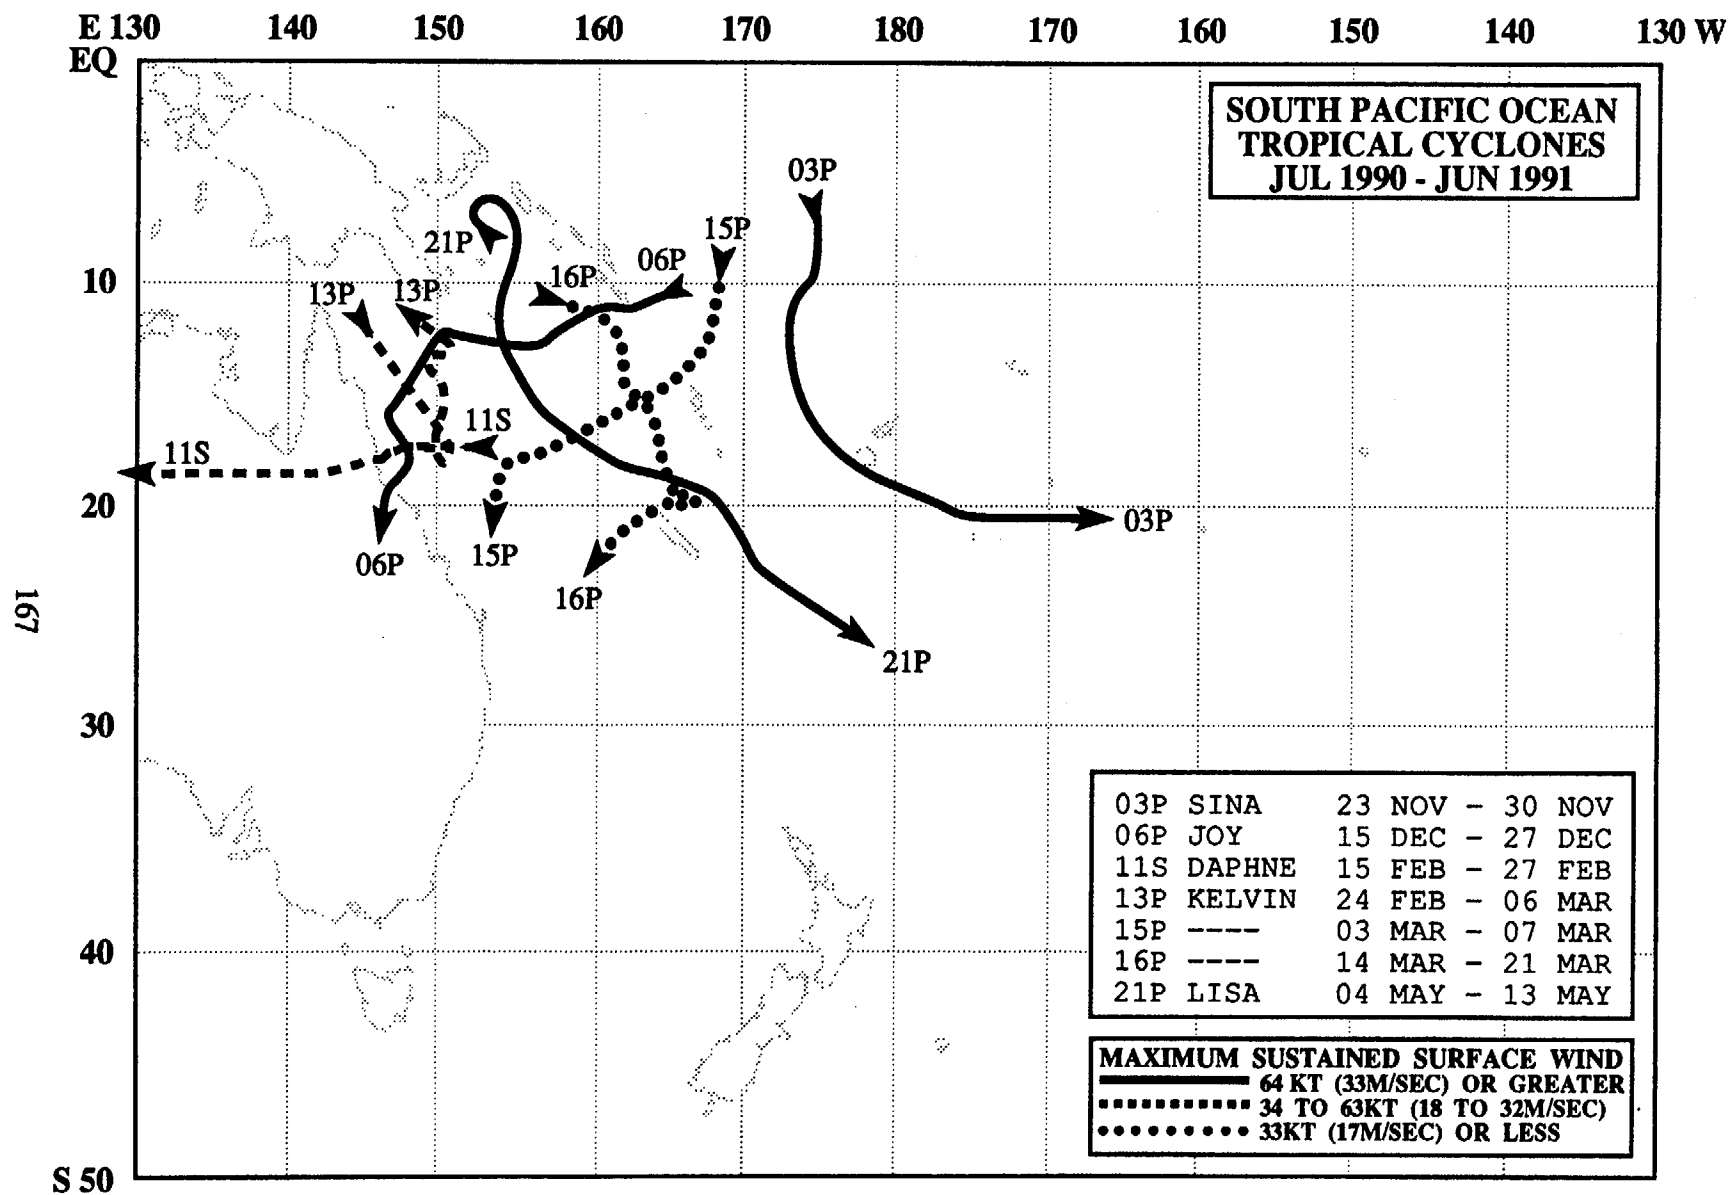 E 130 140 150 160 170 180 170 160 150 140 130 W
EQ
SOUTH PACIFIC OCEAN
TROPICAL CYCLONES
JUL 1990 - JUN 1991
03P
15P
21P
06P
16P
10
13P
13P
11S
11S
20
03P
15P
06P
16P
167
21P
30
03P SINA 23 NOV - 30 NOV
06P JOY 15 DEC - 27 DEC
11S DAPHNE 15 FEB - 27 FEB
13P KELVIN 24 FEB - 06 MAR
15P ---- 03 MAR - 07 MAR
16P ---- 14 MAR - 21 MAR
21P LISA 04 MAY - 13 MAY
40
MAXIMUM SUSTAINED SURFACE WIND
64 KT (33M/SEC) OR GREATER
34 TO 63KT (18 TO 32M/SEC)
33KT (17M/SEC) OR LESS
S 50